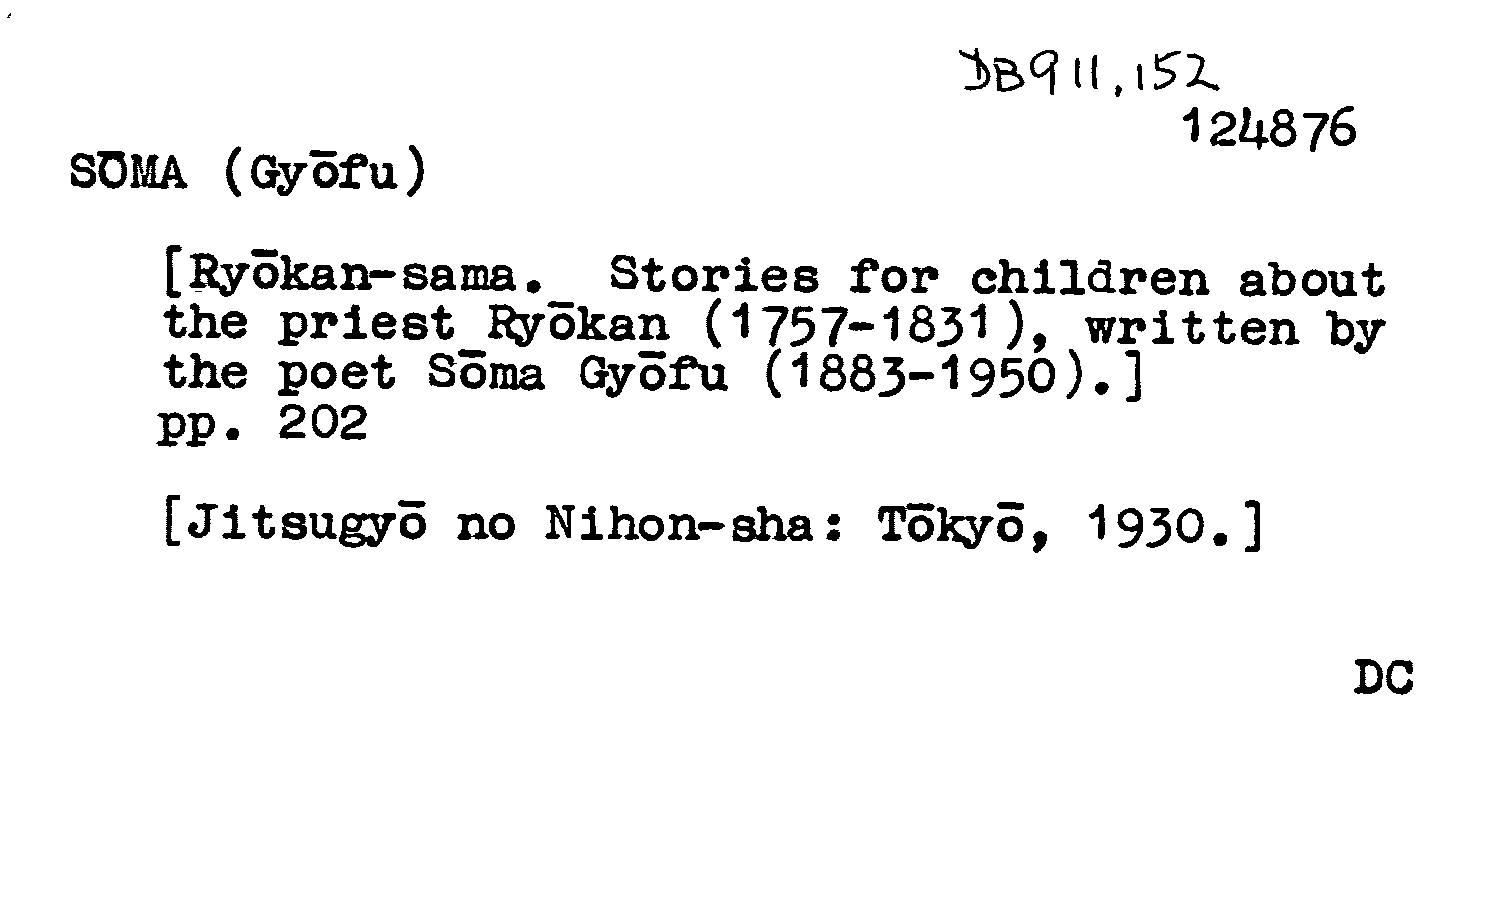 DB911.152
124876
SŌMA (Gyōfu)
[Ryōkan-sama. Stories for children about
the priest Ryōkan (1757-1831), written by
the poet Sōma Gyōfu (1883-1950).]
pp. 202
[Jitsugyō no Nihon-sha: Tōkyō, 1930.]
DC